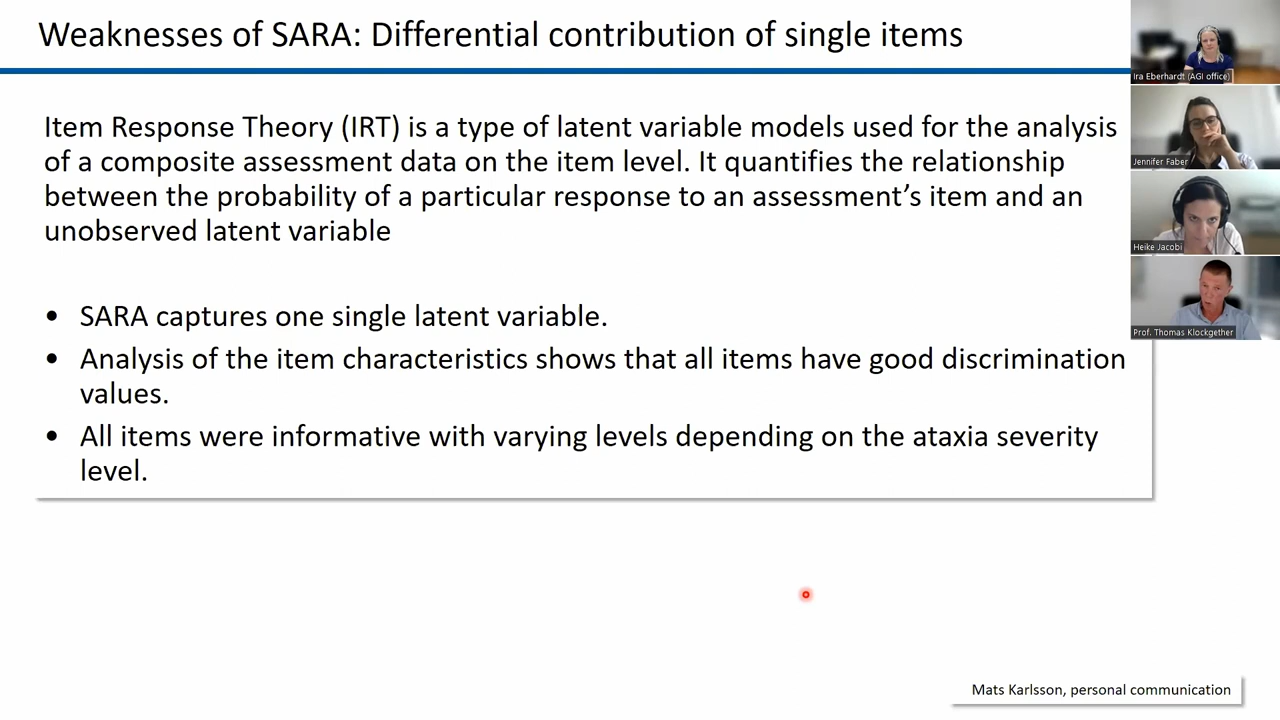 Weaknesses of SARA: Differential contribution of single items
Item Response Theory (IRT) is a type of latent variable models used for the analysis
of a composite assessment data on the item level. It quantifies the relationship
between the probability of a particular response to an assessment’s item and an
unobserved latent variable
• SARA captures one single latent variable.
• Analysis of the item characteristics shows that all items have good discrimination
values.
• All items were informative with varying levels depending on the ataxia severity
level.
Mats Karlsson, personal communication
Ira Eberhardt (AGI office)
Jennifer Faber
Heike Jacobi
Prof. Thomas Klockgether